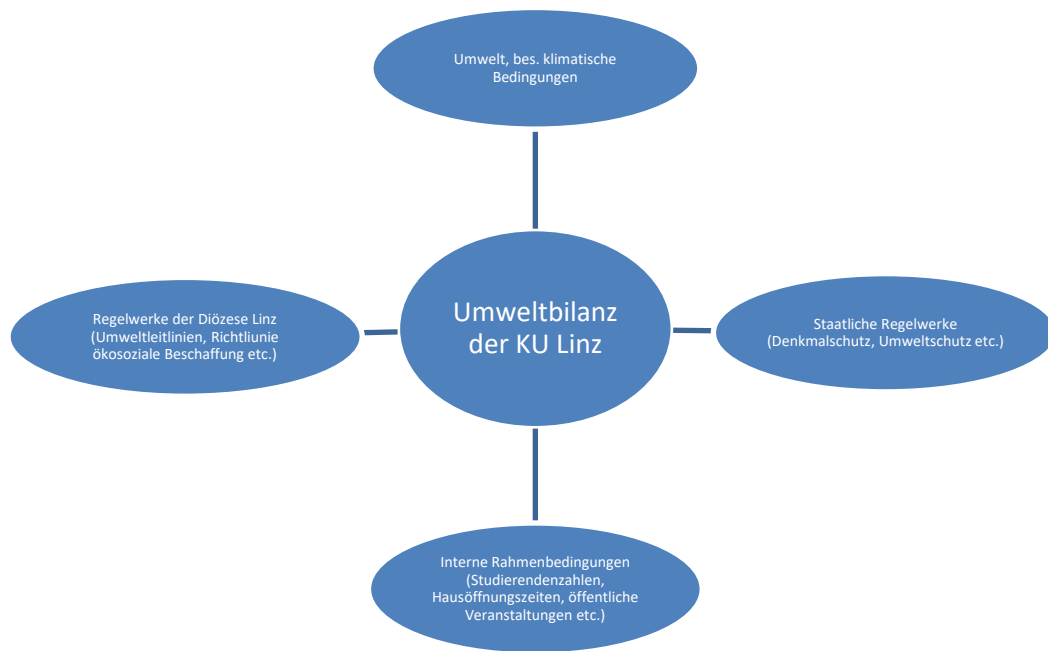 Umwelt, bes. klimatische
Bedingungen
Umweltbilanz
der KU Linz
Regelwerke der Diözese Linz
(Umweltleitlinien, Richtliunie
ökosoziale Beschaffung etc.)
Staatliche Regelwerke
(Denkmalschutz, Umweltschutz etc.)
Interne Rahmenbedingungen
(Studierendenzahlen,
Hausöffnungszeiten, öffentliche
Veranstaltungen etc.)